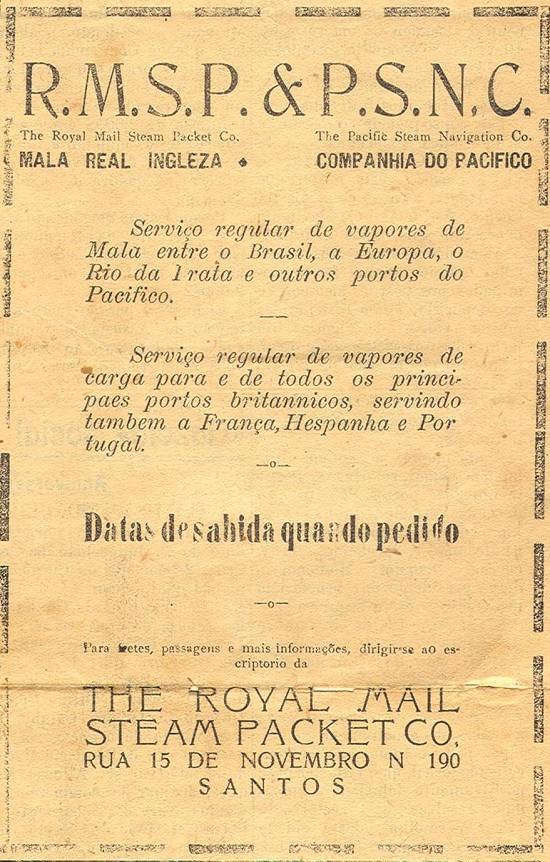 R.M.S.P. & P.S.N.C.
The Royal Mail Steam Packet Co. The Pacific Steam Navigation Co.
MALA REAL INGLEZA COMPANHIA DO PACIFICO
Serviço regular de vapores de
Mala entre o Brasil, a Europa, o
Rio da Prata e outros portos do
Pacifico.
Serviço regular de vapores de
carga para e de todos os princi-
paes portos britannicos, servindo
tambem a França, Hespanha e Por
tugal.
Datas de sahida quando pedido
Para fretes, passagens e mais informações, dirigir-se ao es-
criptorio da
THE ROYAL MAIL
STEAM PACKET CO.
RUA 15 DE NOVEMBRO N 190
SANTOS